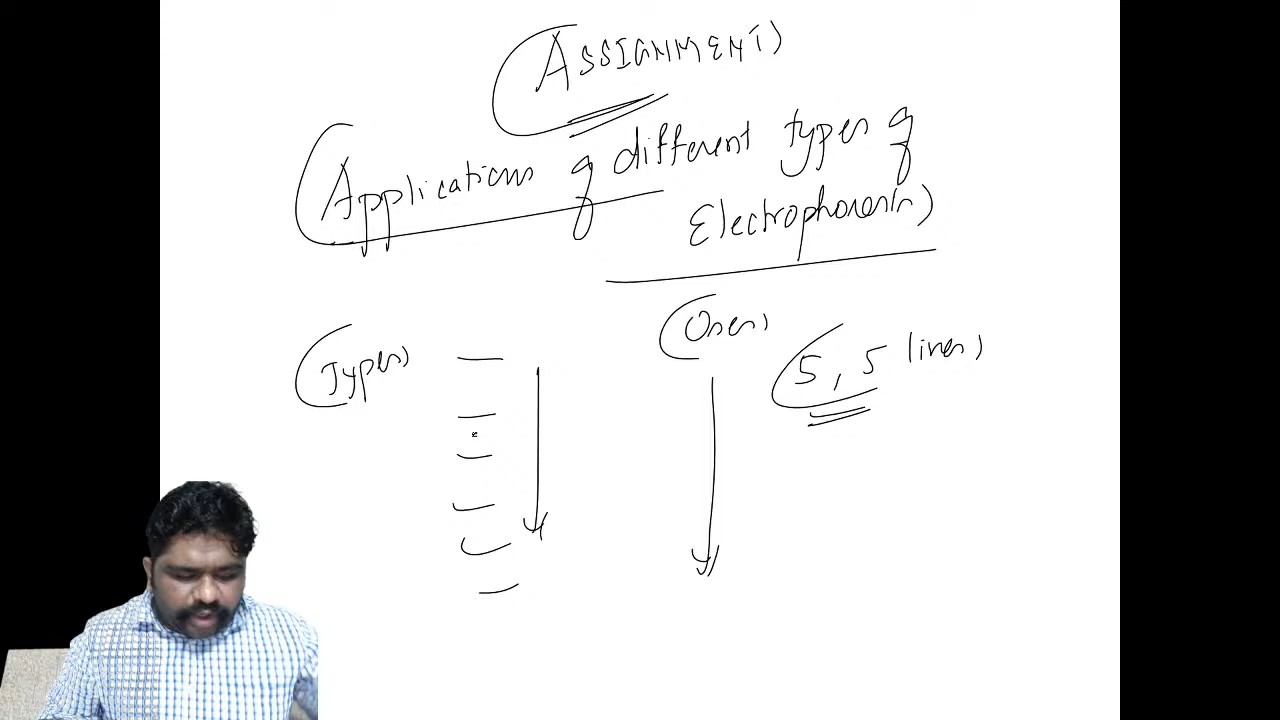 ASSIGNMENT
Applications of different types of
Electrophoresis
Types
Uses
5, 5 lines